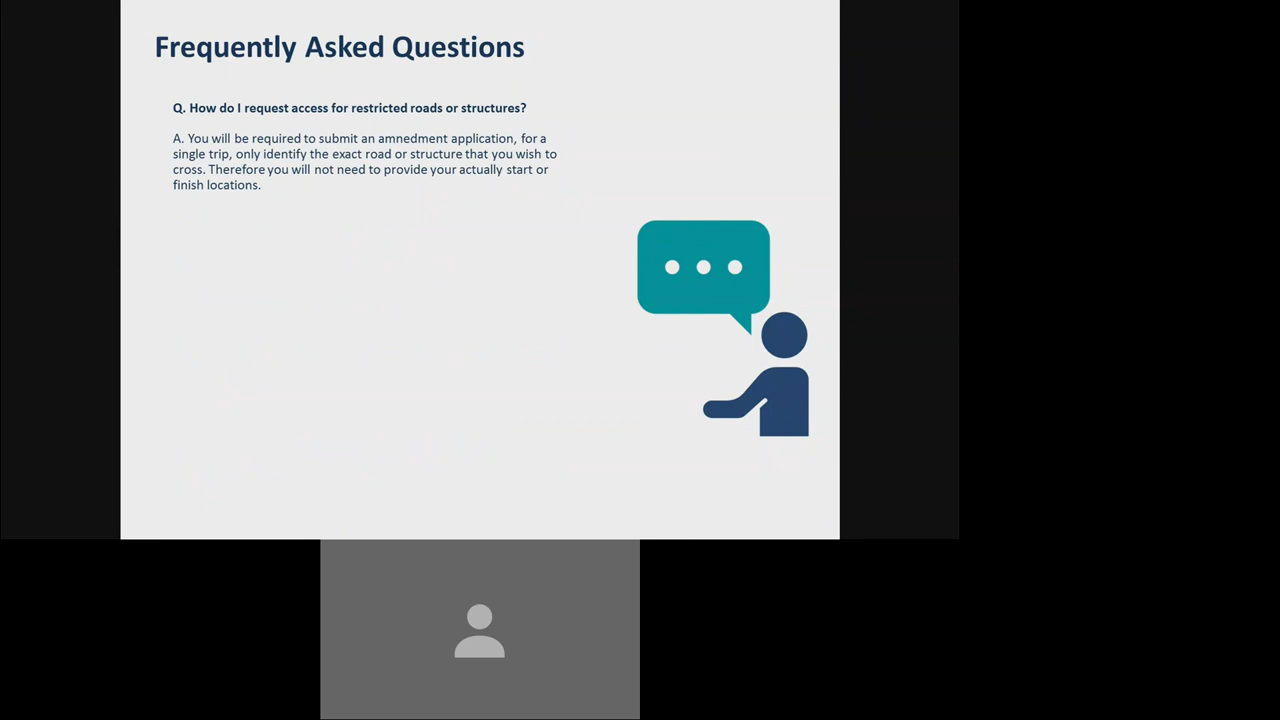 Frequently Asked Questions
Q. How do I request access for restricted roads or structures?
A. You will be required to submit an amnedment application, for a
single trip, only identify the exact road or structure that you wish to
cross. Therefore you will not need to provide your actually start or
finish locations.